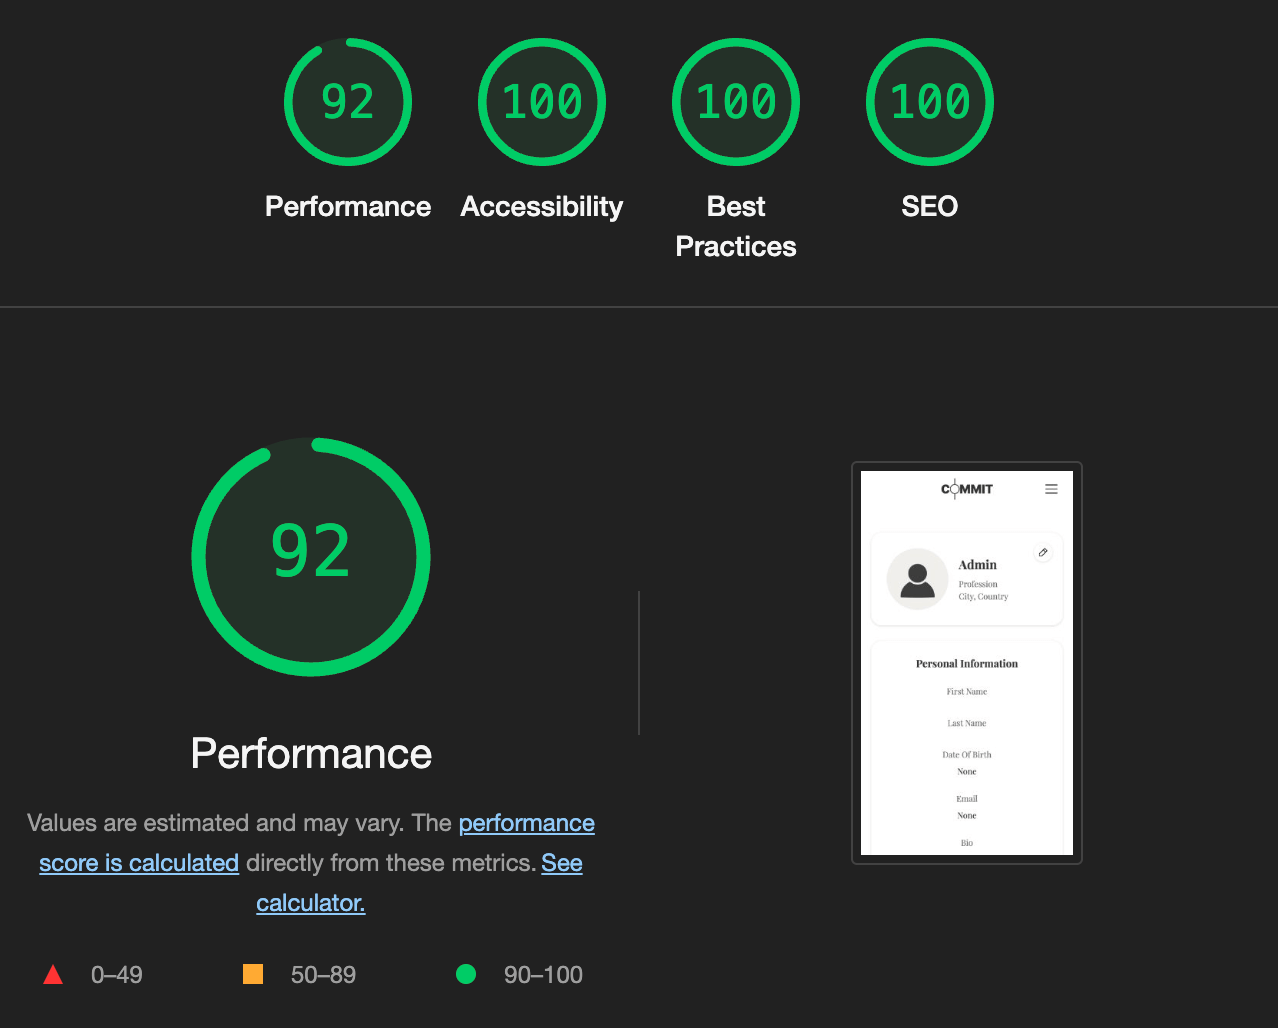 92
100
100
100
Performance
Accessibility
Best
Practices
SEO
92
Performance
Values are estimated and may vary. The performance
score is calculated directly from these metrics. See
calculator.
0–49
50–89
90–100
COMMIT
Admin
Profession
City, Country
Personal Information
First Name
Last Name
Date Of Birth
None
Email
None
Bio